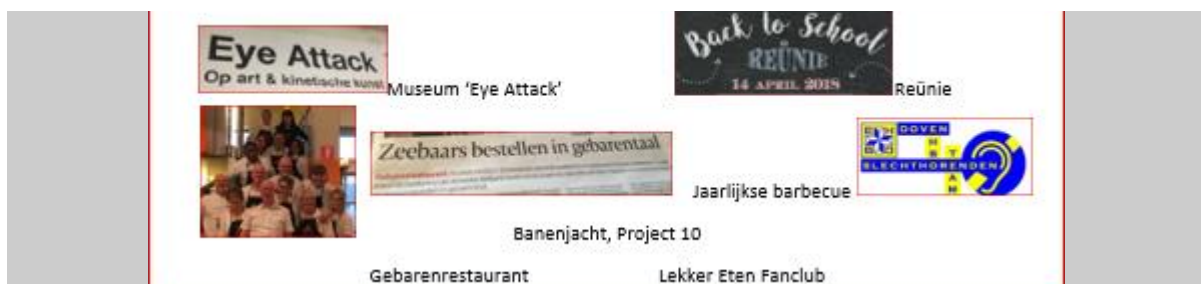 Eye Attack
Op art & kinetische kunst
Museum ‘Eye Attack’
Back to School
REÜNIE
14 APRIL 2018
Reünie
Zeebaars bestellen in gebarentaal
Jaarlijkse barbecue
DOVEN
SLECHTHORENDEN
Banenjacht, Project 10
Gebarenrestaurant Lekker Eten Fanclub